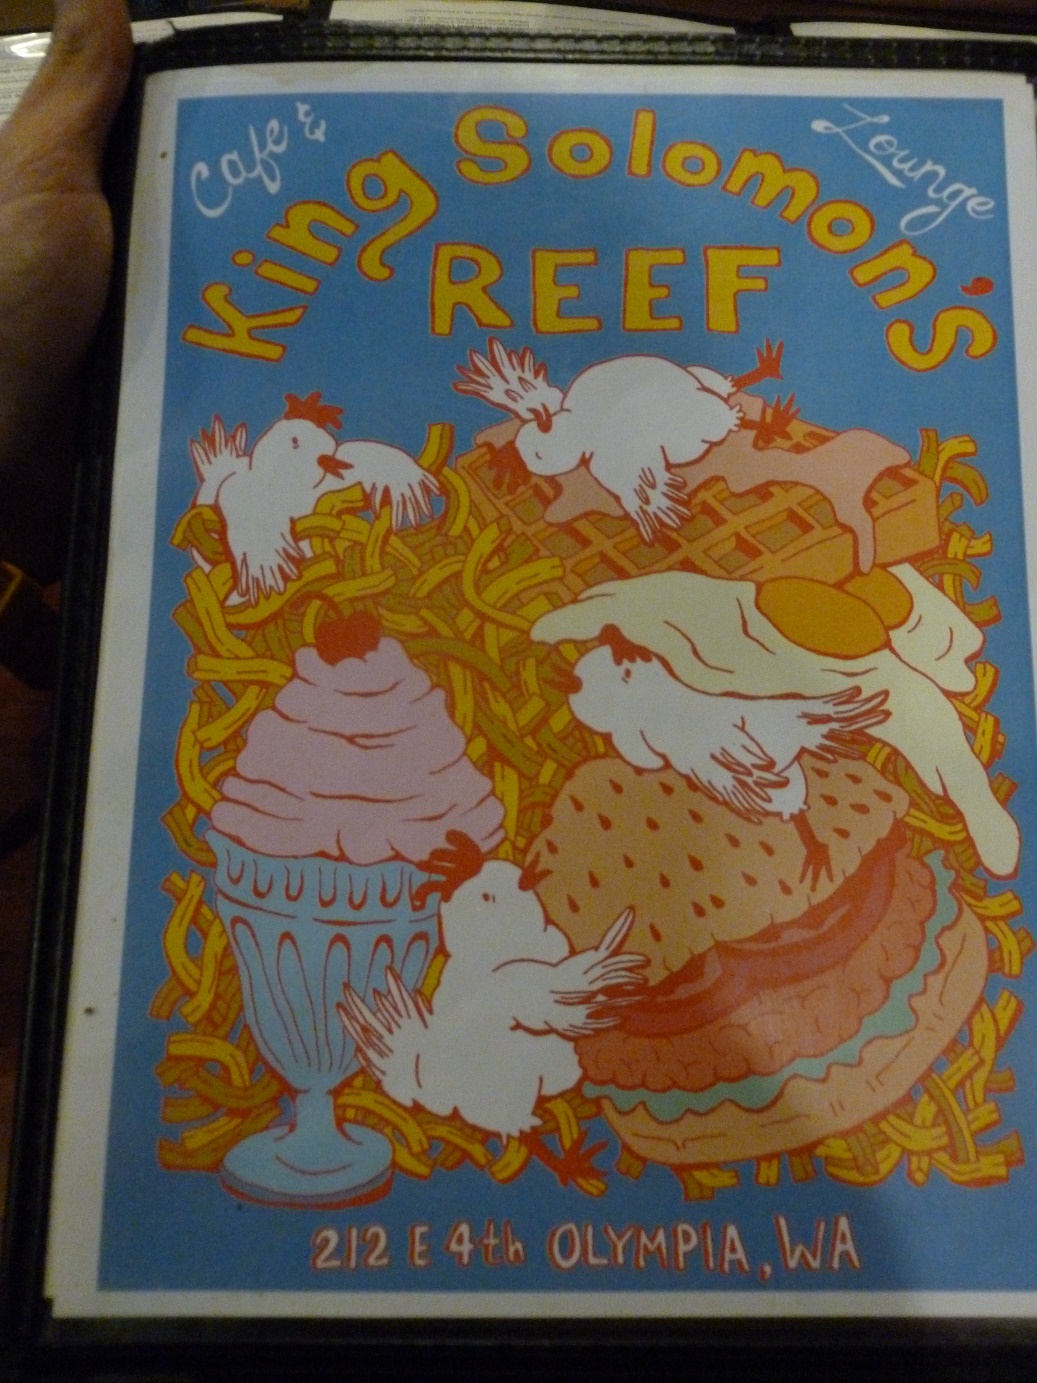 Cafe &
Lounge
King Solomon's
REEF
212 E 4th OLYMPIA, WA